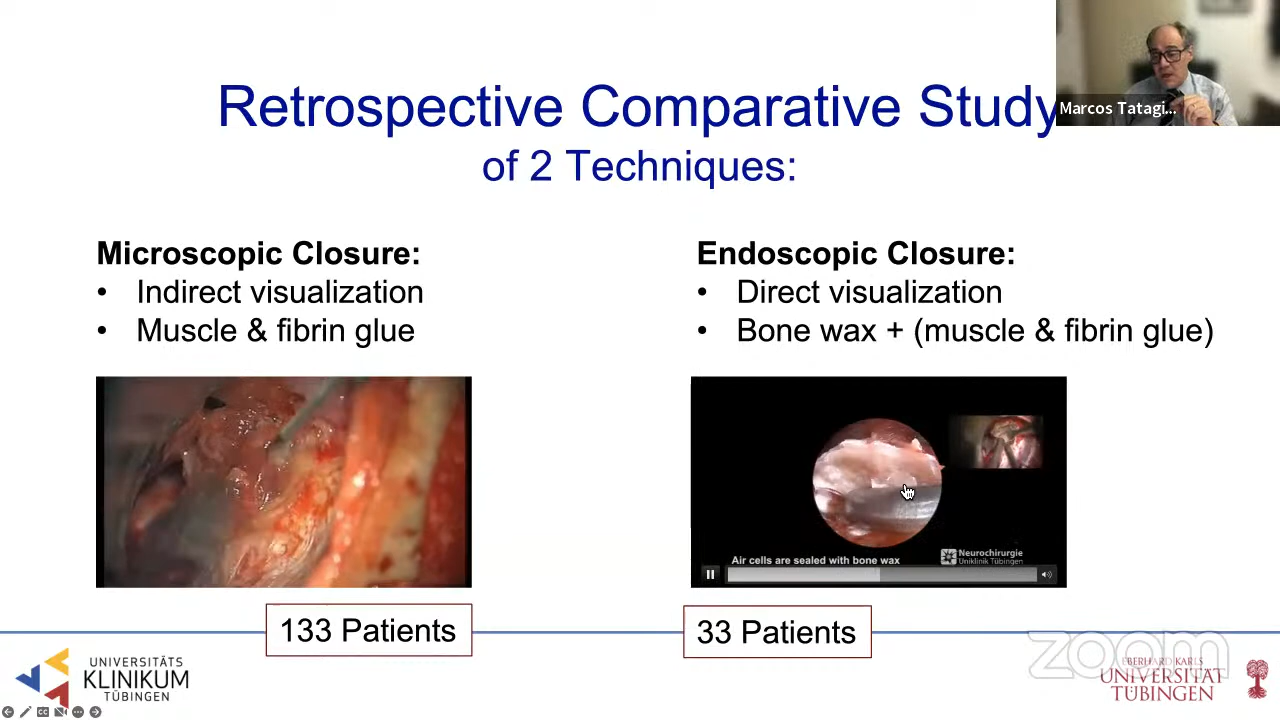 Retrospective Comparative Study
of 2 Techniques:
Marcos Tatagi...
Microscopic Closure:
• Indirect visualization
• Muscle & fibrin glue
Endoscopic Closure:
• Direct visualization
• Bone wax + (muscle & fibrin glue)
Air cells are sealed with bone wax
Neurochirurgie
Uniklinik Tübingen
133 Patients
33 Patients
UNIVERSITÄTS
KLINIKUM
TÜBINGEN
zoom
EBERHARD KARLS
UNIVERSITÄT
TÜBINGEN
CC